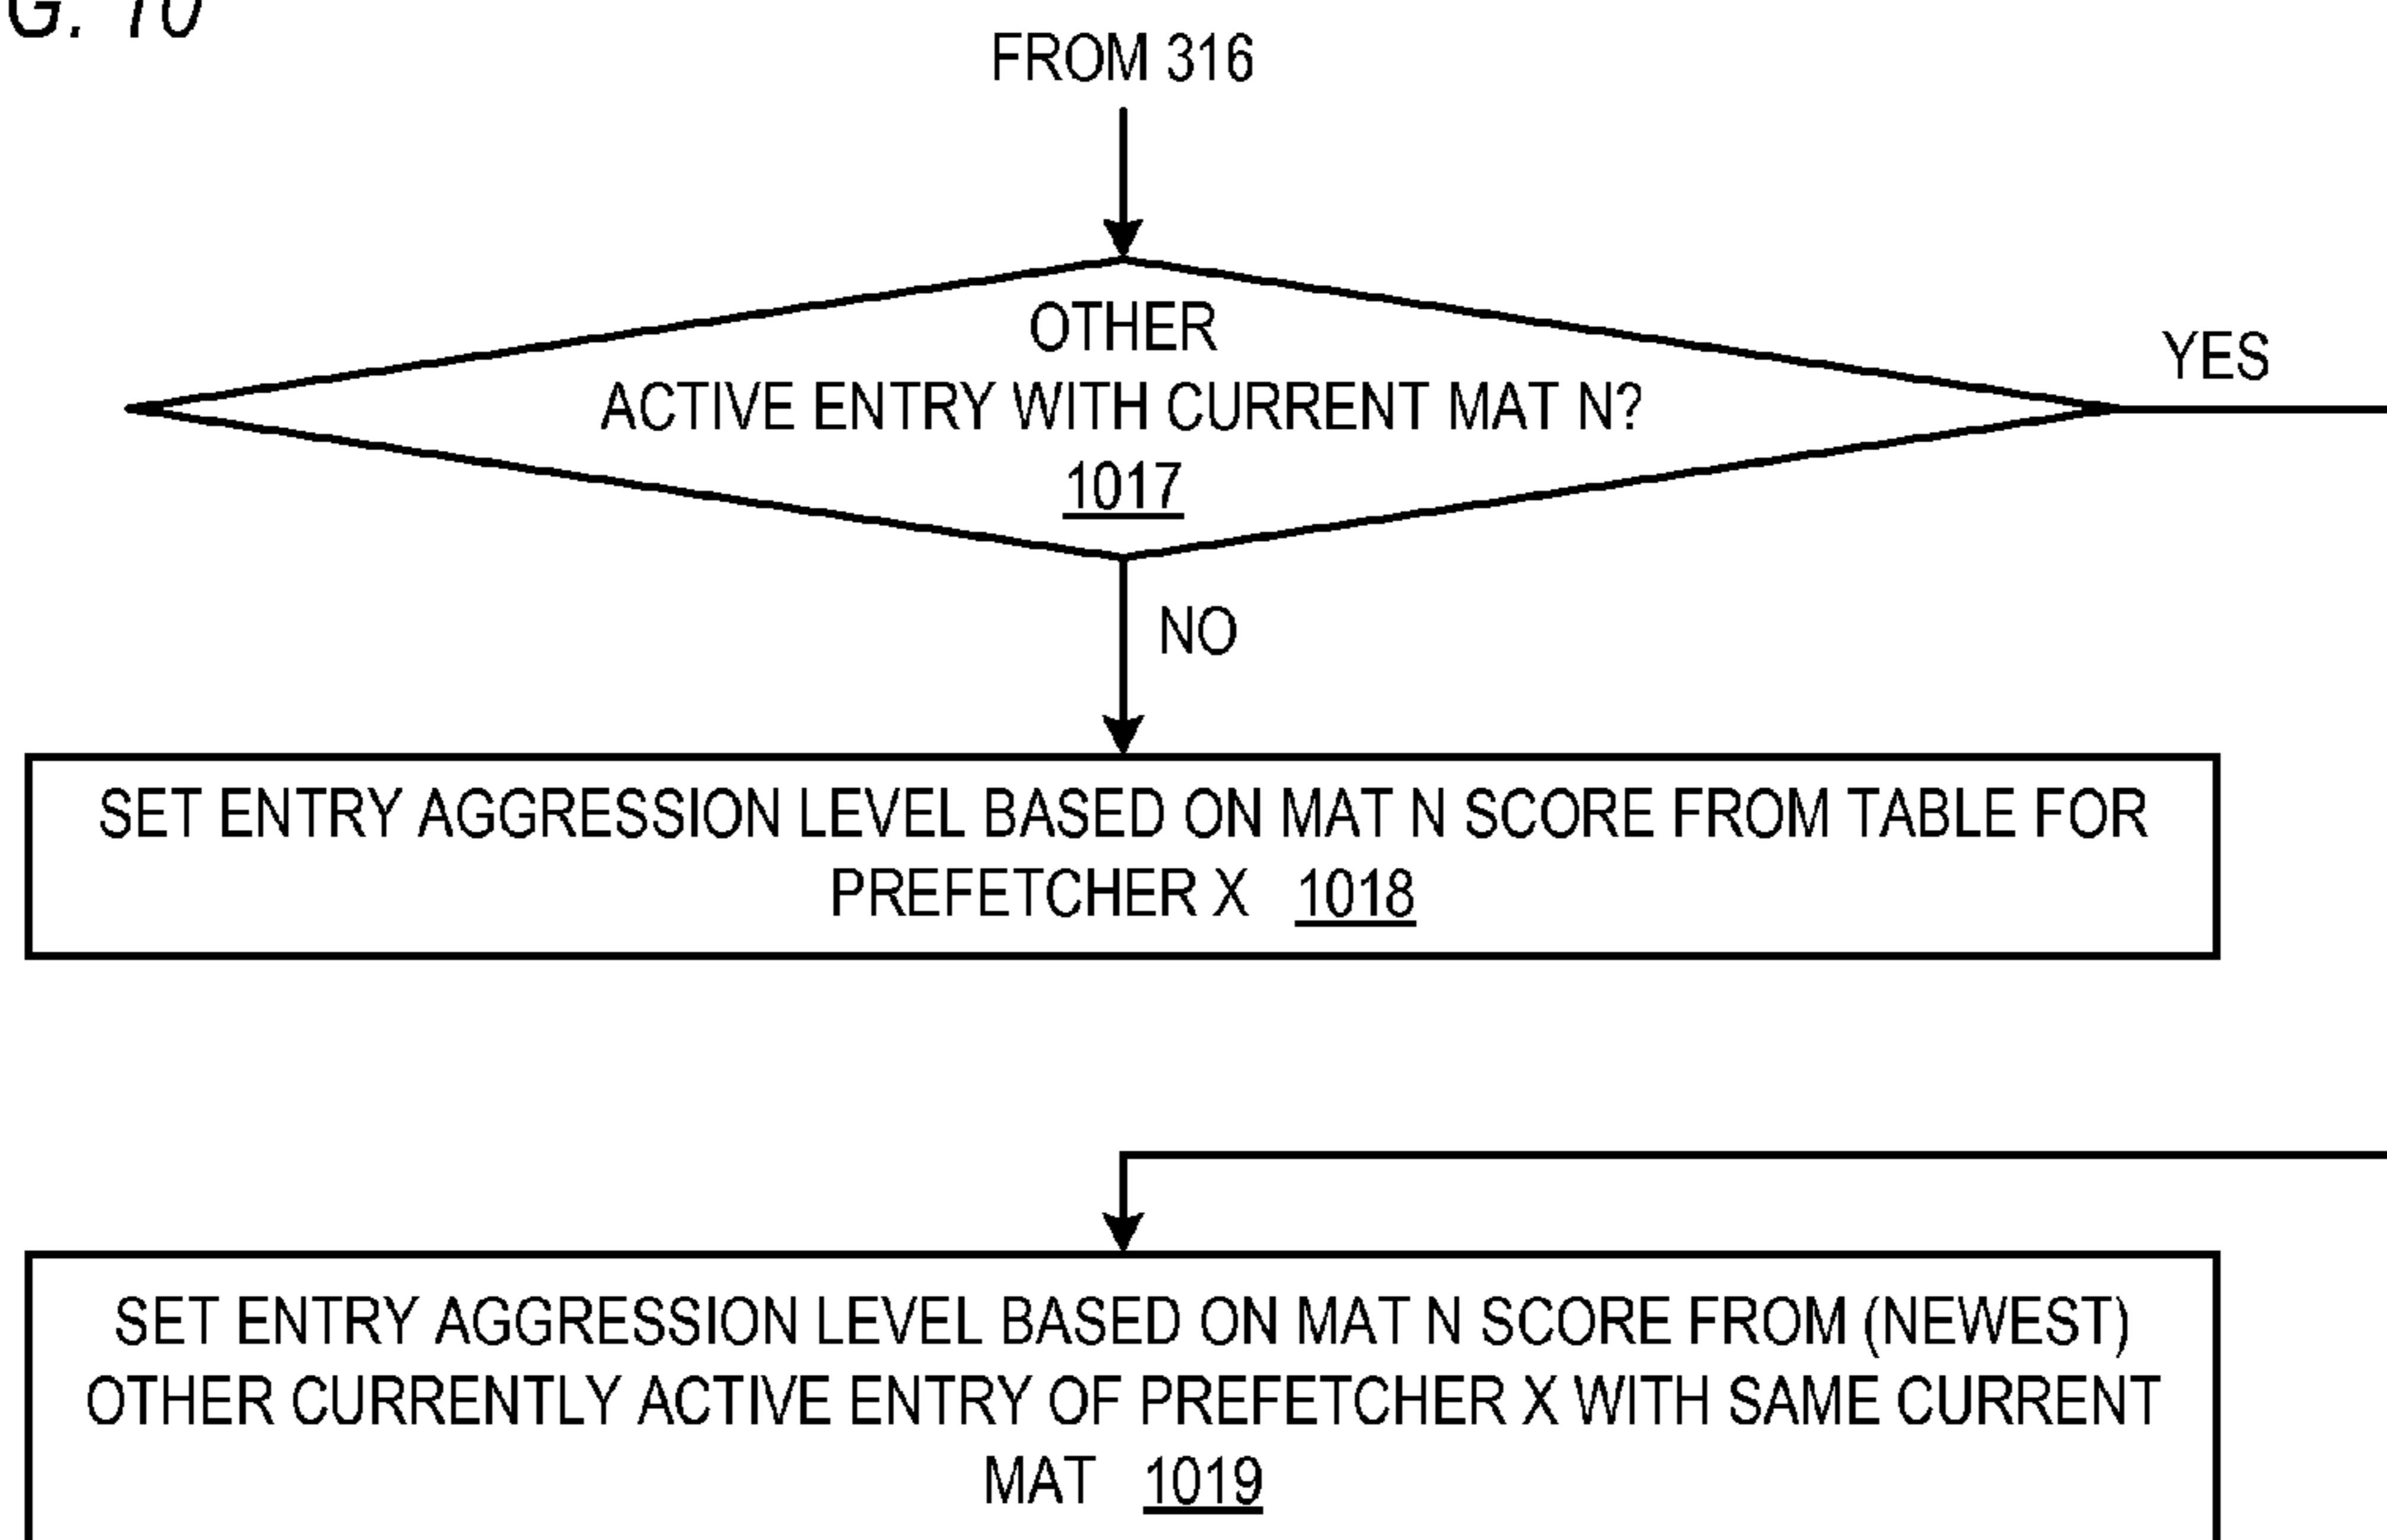 G. 10
FROM 316
OTHER
ACTIVE ENTRY WITH CURRENT MAT N?
1017
YES
NO
SET ENTRY AGGRESSION LEVEL BASED ON MAT N SCORE FROM TABLE FOR
PREFETCHER X 1018
SET ENTRY AGGRESSION LEVEL BASED ON MAT N SCORE FROM (NEWEST)
OTHER CURRENTLY ACTIVE ENTRY OF PREFETCHER X WITH SAME CURRENT
MAT 1019